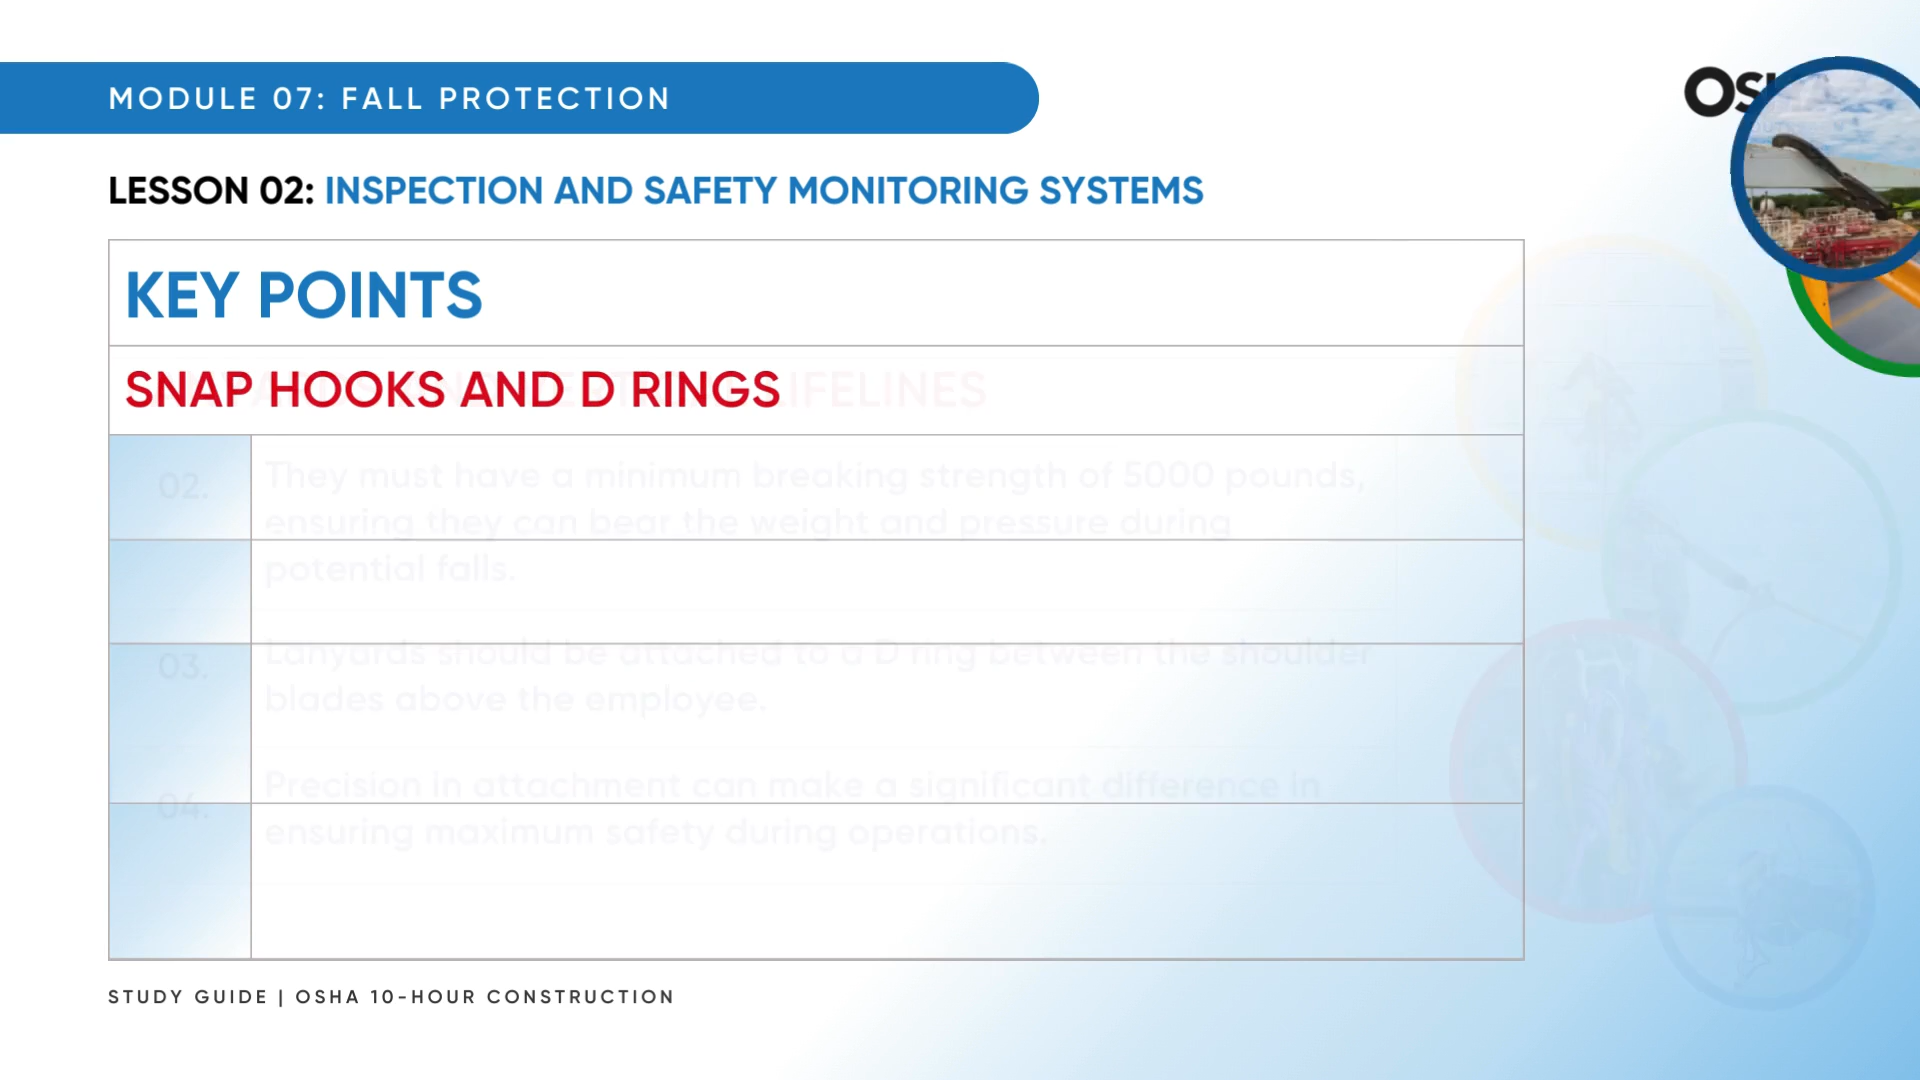 MODULE 07: FALL PROTECTION
LESSON 02: INSPECTION AND SAFETY MONITORING SYSTEMS
KEY POINTS
SNAP HOOKS AND D RINGS
LIFELINES
02. They must have a minimum breaking strength of 5000 pounds,
ensuring they can bear the weight and pressure during
potential falls.
03. Lanyards should be attached to a D ring between the shoulder
blades above the employee.
04. Precision in attachment can make a significant difference in
ensuring maximum safety during operations.
STUDY GUIDE | OSHA 10-HOUR CONSTRUCTION